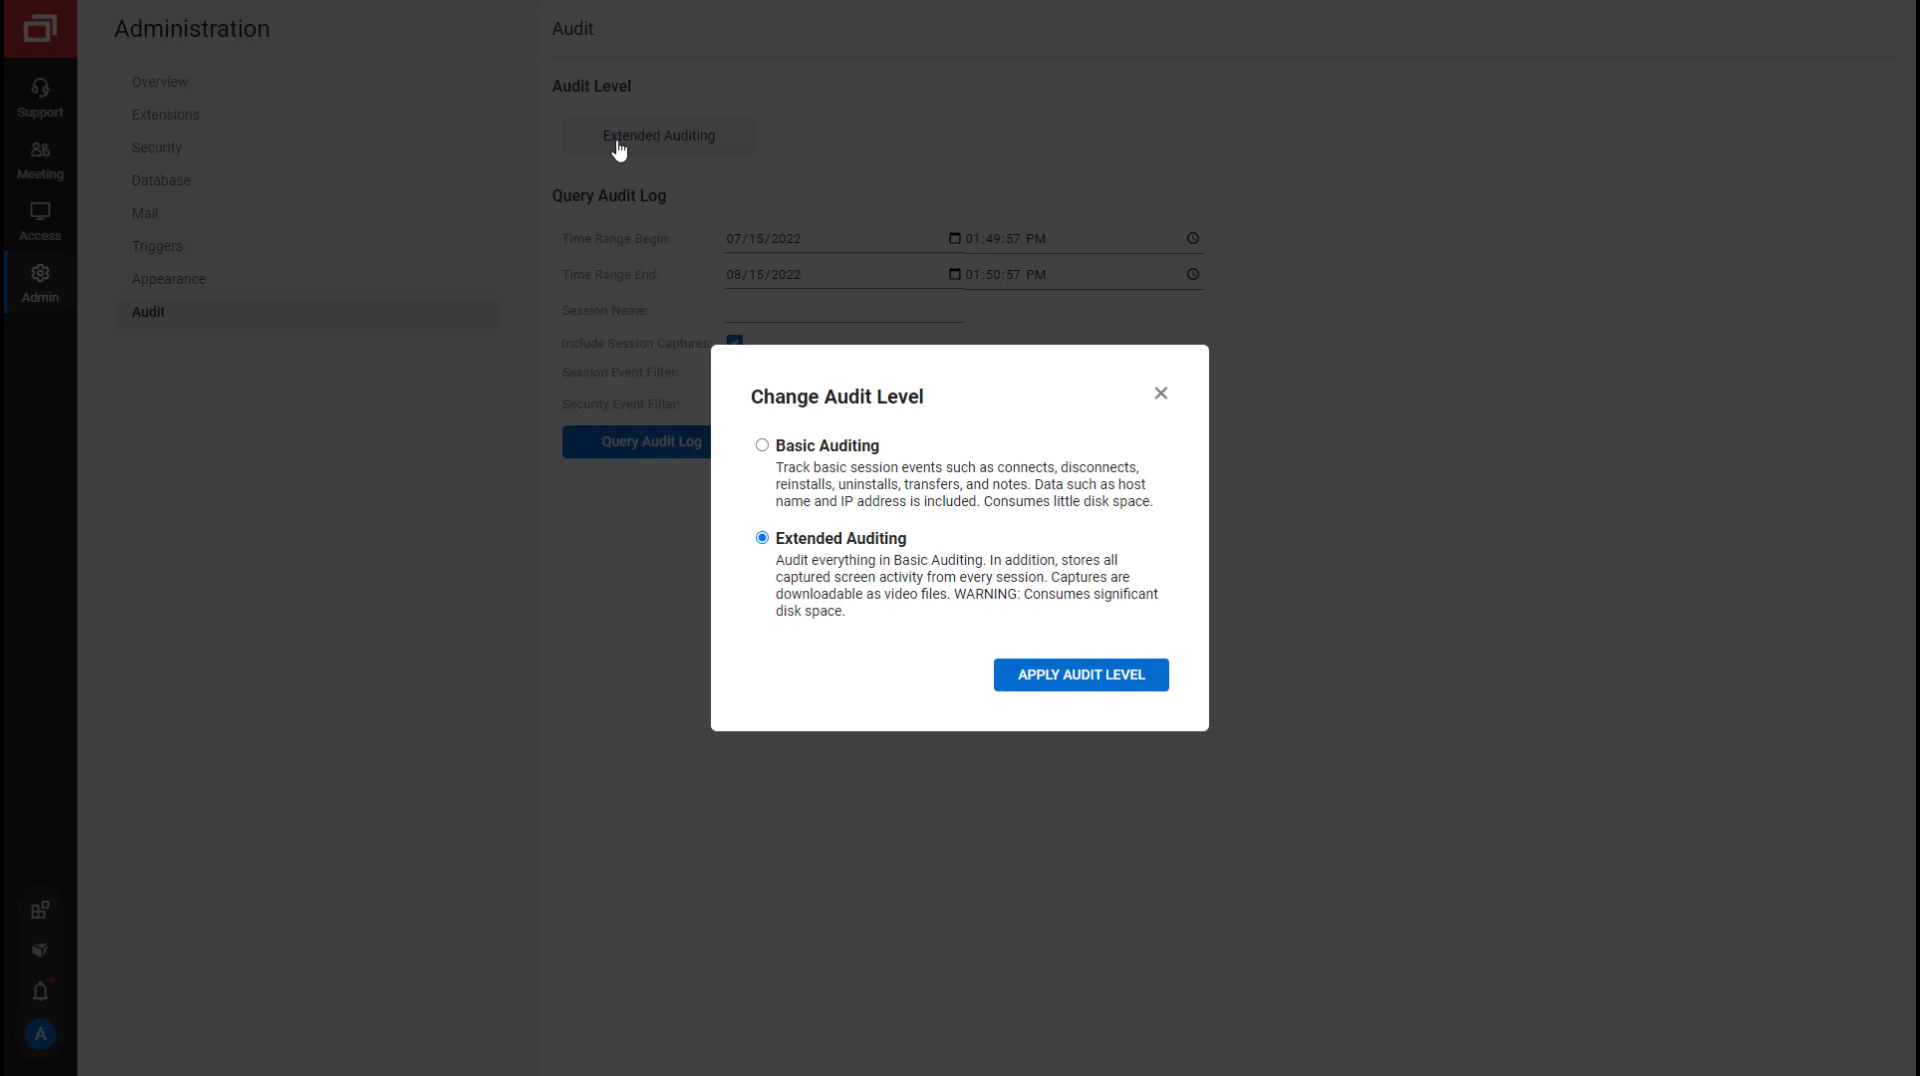 Administration
Audit
Support
Meeting
Access
Admin
Overview
Extensions
Security
Database
Mail
Triggers
Appearance
Audit
Audit Level
Extended Auditing
Query Audit Log
Time Range Begin: 07/15/2022 01:49:57 PM
Time Range End: 08/15/2022 01:50:57 PM
Session Name:
Include Session Captures:
Session Event Filter:
Security Event Filter:
Query Audit Log
Change Audit Level
Basic Auditing
Track basic session events such as connects, disconnects,
reinstalls, uninstalls, transfers, and notes. Data such as host
name and IP address is included. Consumes little disk space.
Extended Auditing
Audit everything in Basic Auditing. In addition, stores all
captured screen activity from every session. Captures are
downloadable as video files. WARNING: Consumes significant
disk space.
APPLY AUDIT LEVEL
A